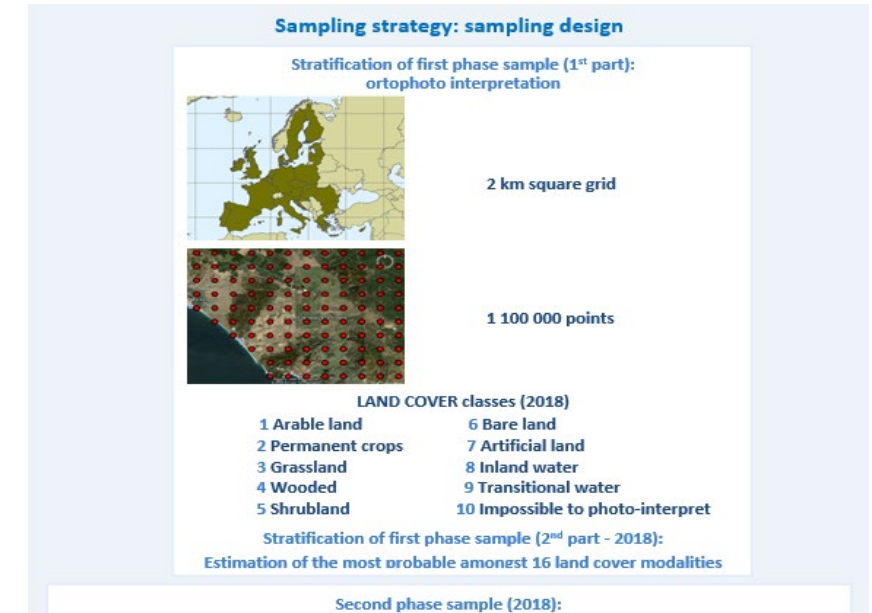 Sampling strategy: sampling design
Stratification of first phase sample (1st part):
ortophoto interpretation
2 km square grid
1 100 000 points
LAND COVER classes (2018)
1 Arable land
2 Permanent crops
3 Grassland
4 Wooded
5 Shrubland
6 Bare land
7 Artificial land
8 Inland water
9 Transitional water
10 Impossible to photo-interpret
Stratification of first phase sample (2nd part - 2018):
Estimation of the most probable amongst 16 land cover modalities
Second phase sample (2018):